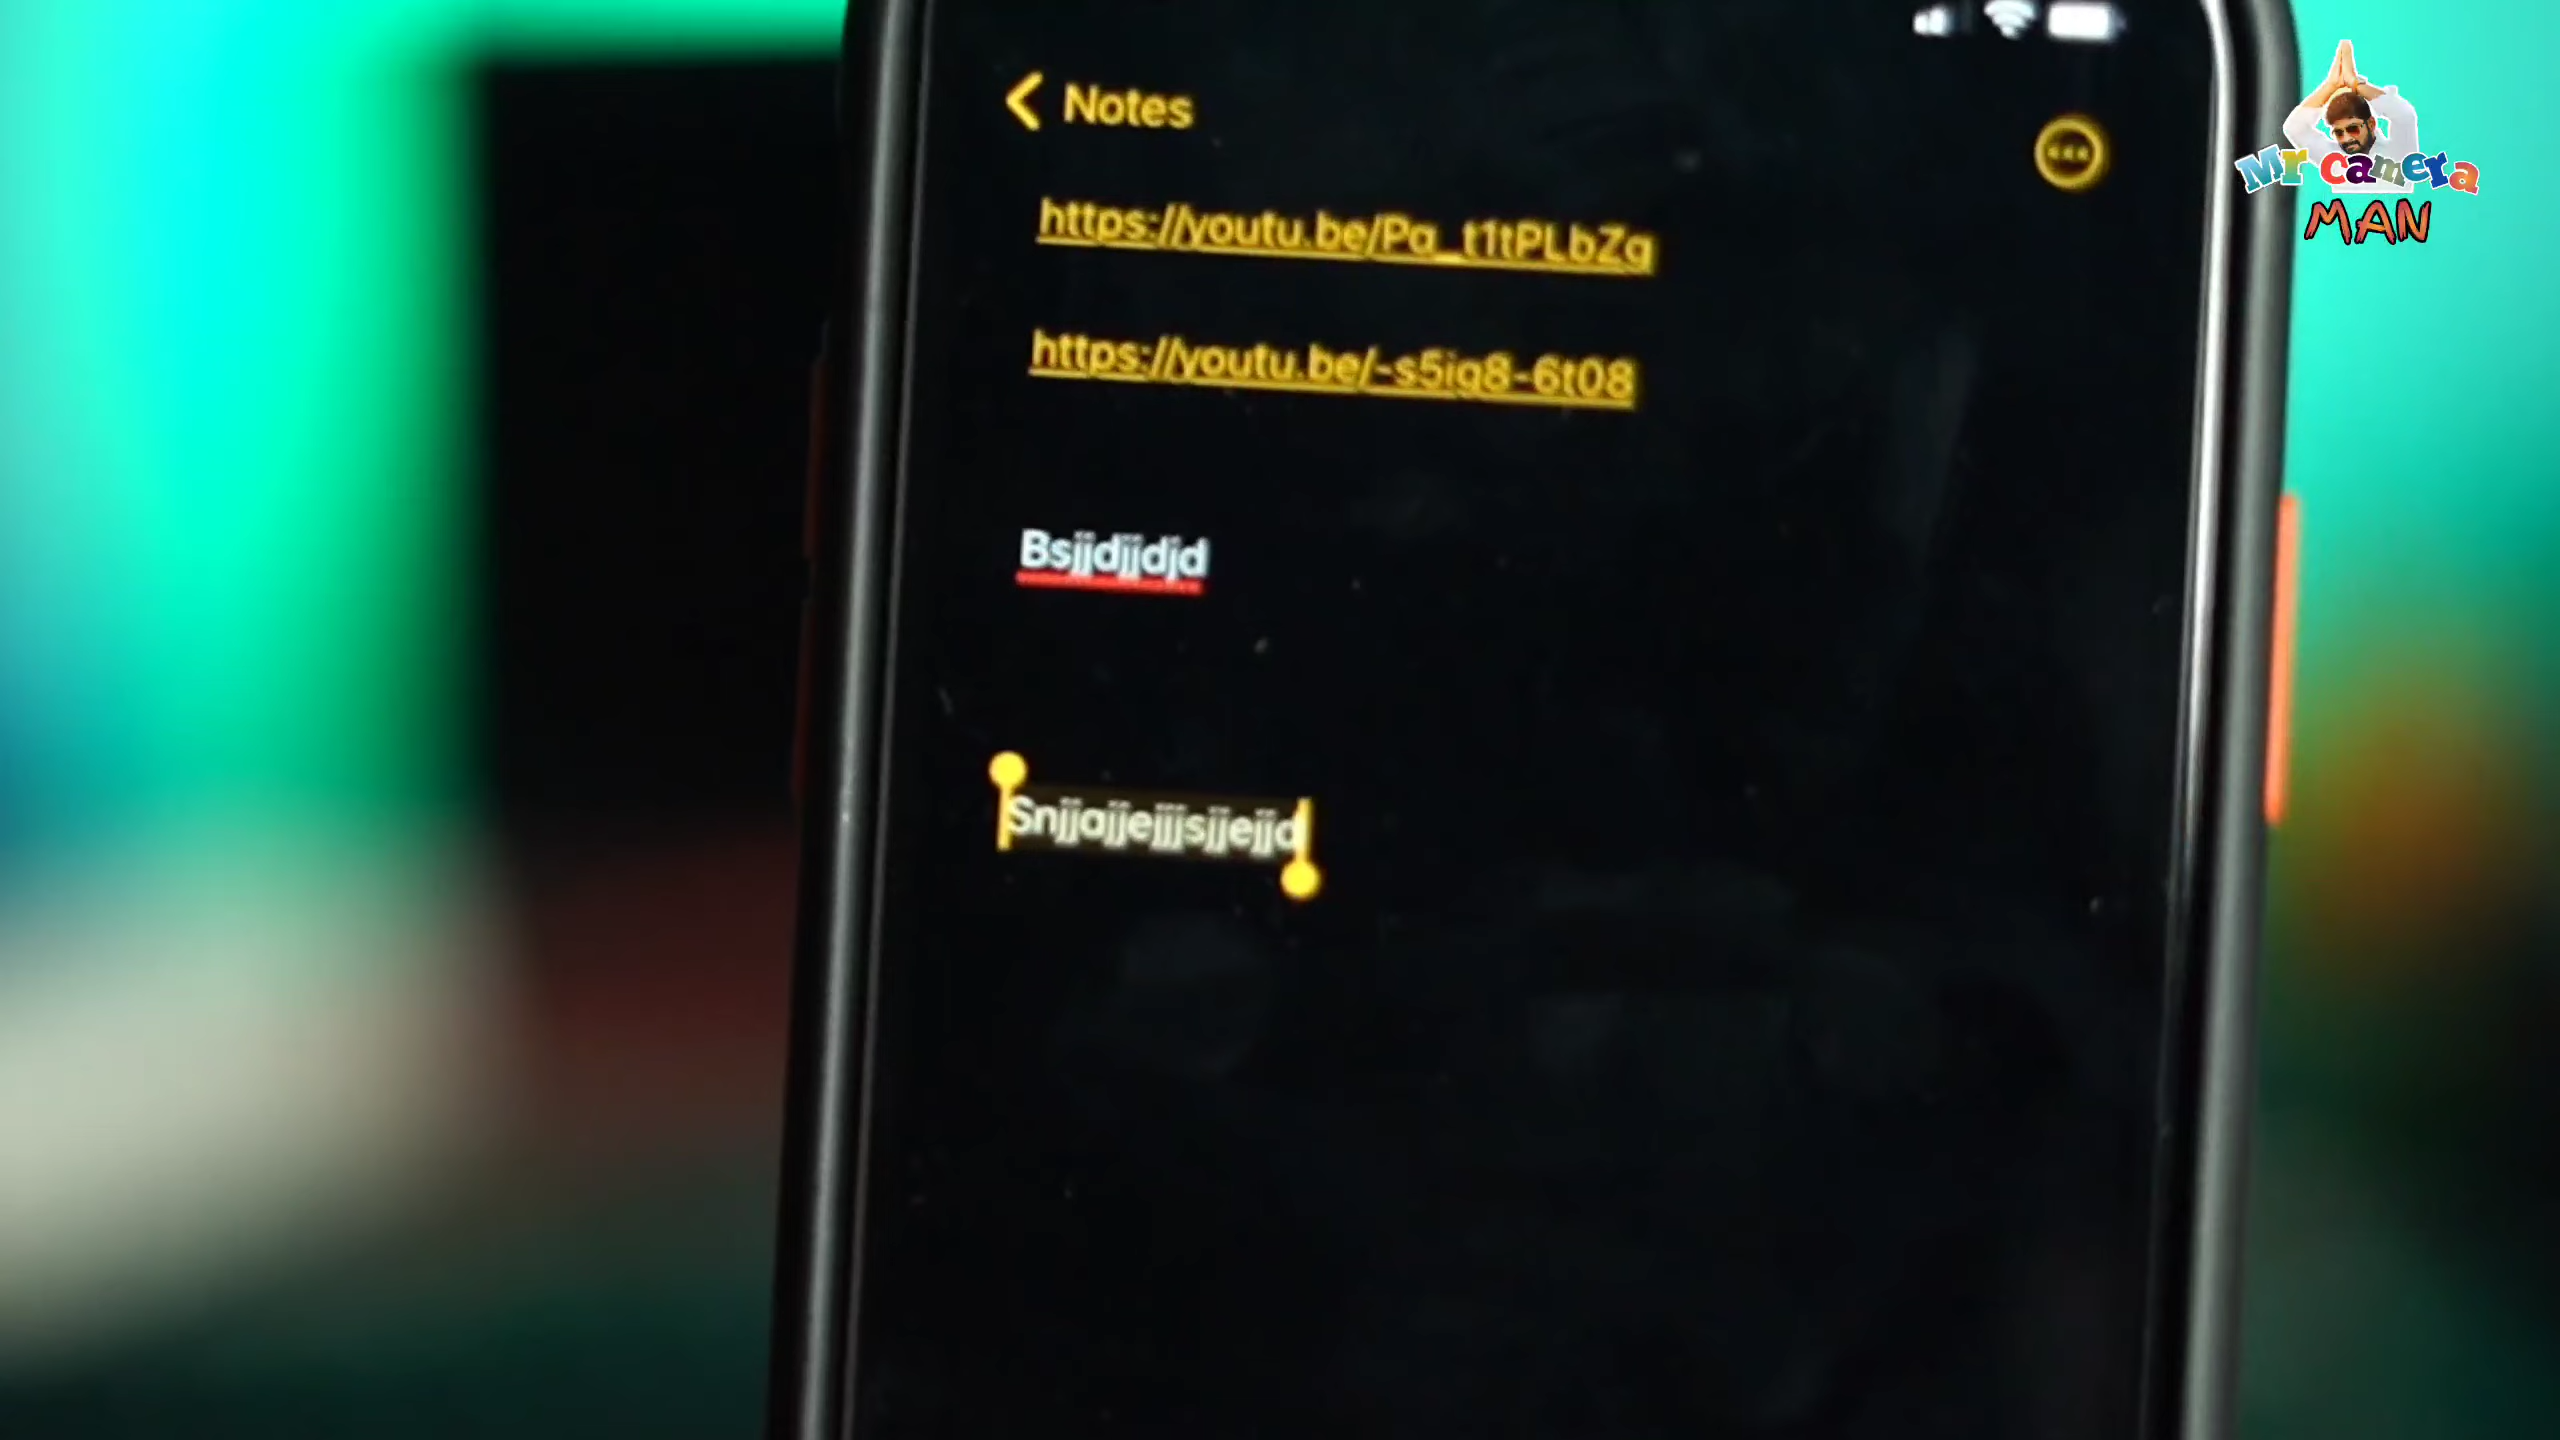 Notes
https://youtu.be/Pa_t1tPLbZg
https://youtu.be/-s5ig8-6t08
Bsjjdjjdjd
Snjjajjejjjsjjejjd
Mr Camera
MAN